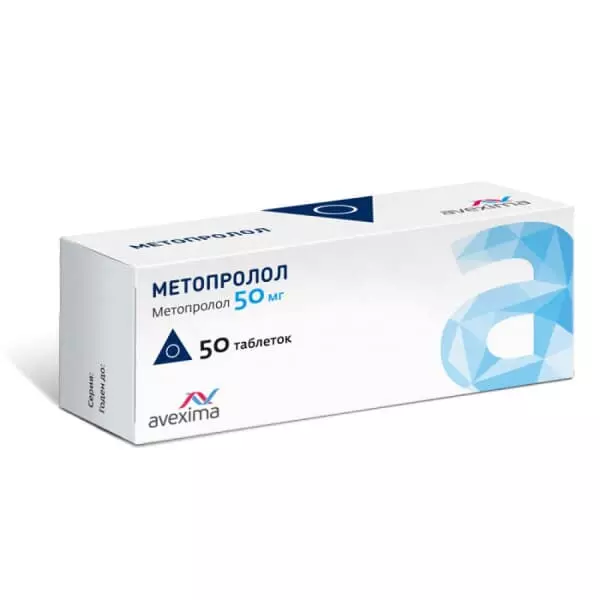 МЕТОПРОЛОЛ
avexima
МЕТОПРОЛОЛ
Метопролол 50 мг
50 таблеток
avexima
Серия:
Годен до: